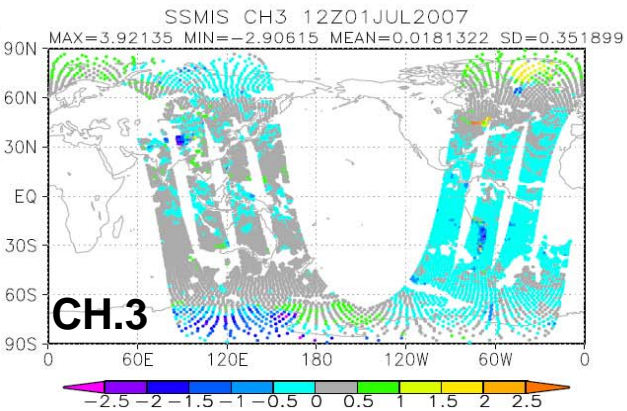 SSMIS CH3 12Z01JUL2007
MAX=3.92135 MIN=-2.90615 MEAN=0.0181322 SD=0.351899
90N
60N
30N
EQ
30S
60S
90S
CH.3
0 60E 120E 180 120W 60W 0
-2.5 -2 -1.5 -1 -0.5 0 0.5 1 1.5 2 2.5